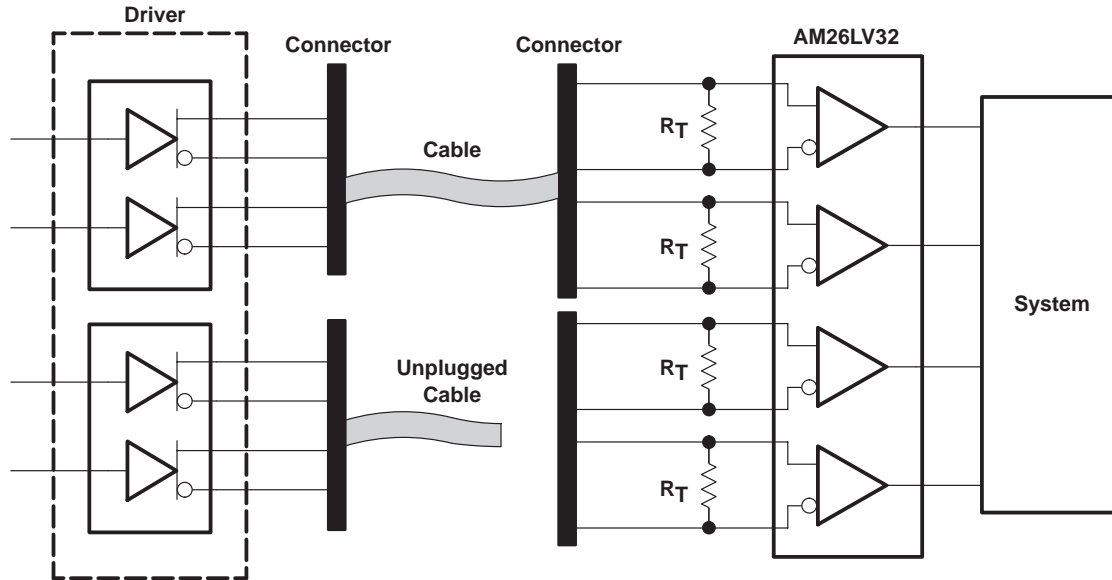 Driver
Connector
Connector
AM26LV32
Cable
RT
RT
System
Unplugged
Cable
RT
RT